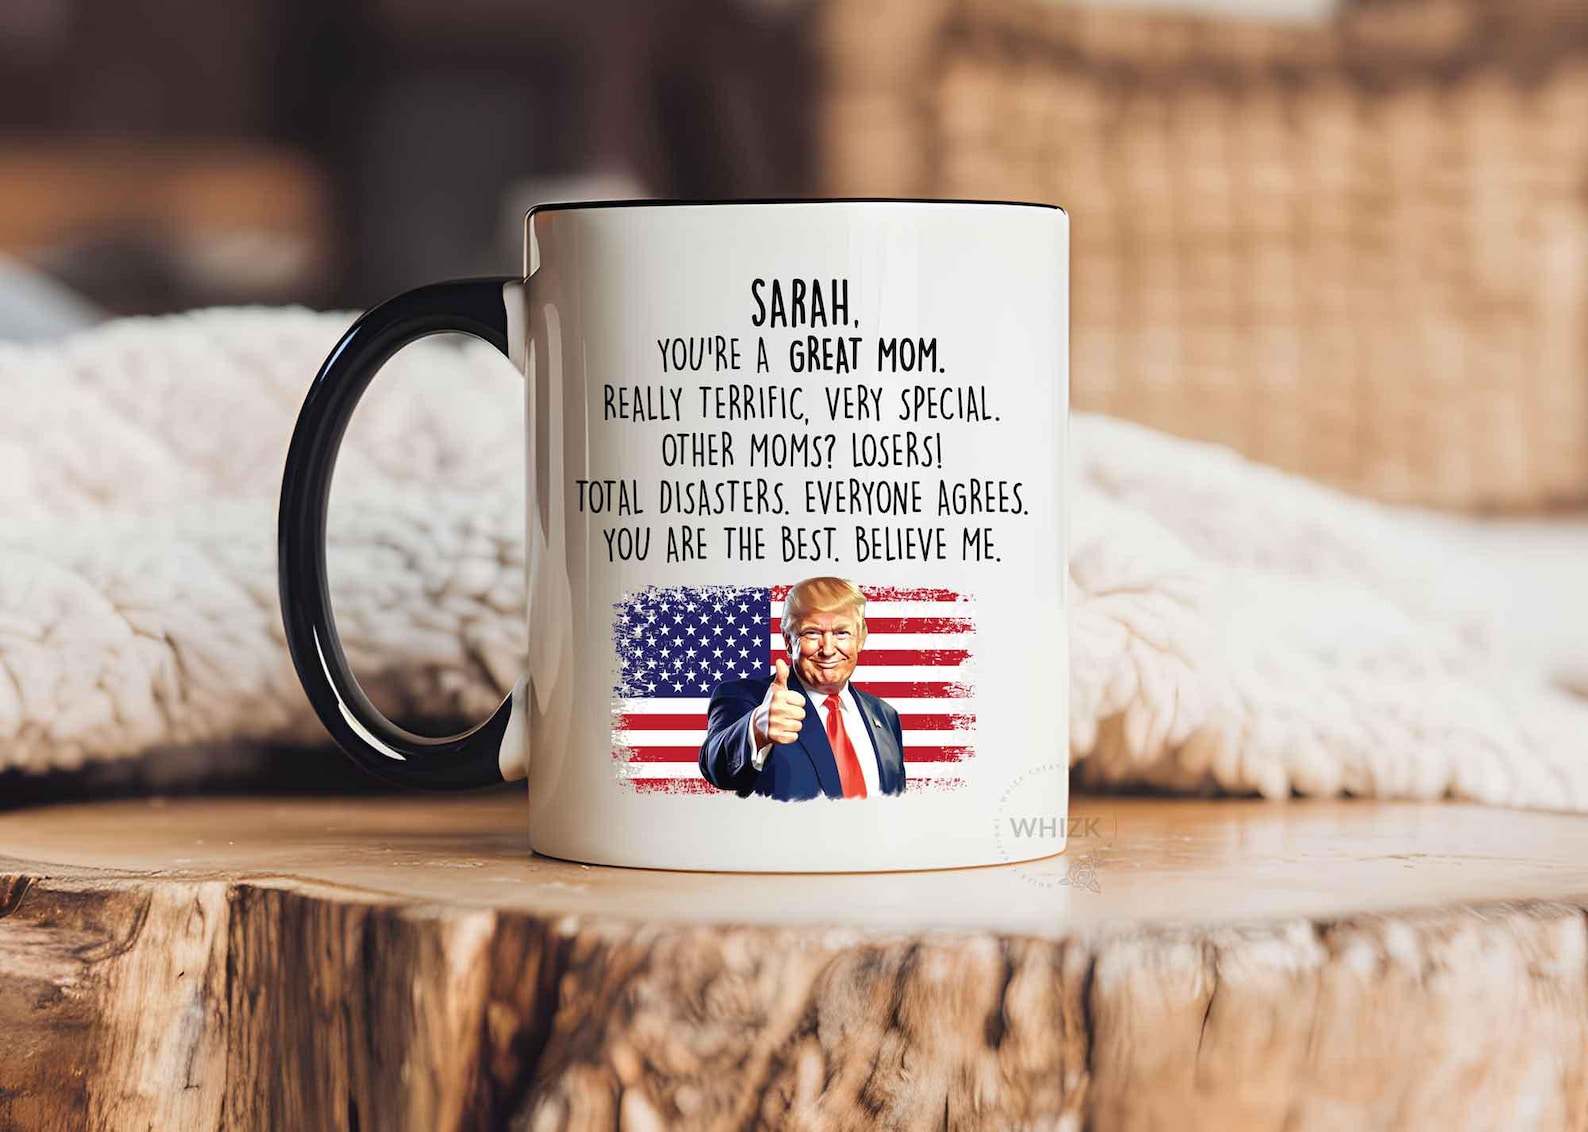 SARAH,
YOU'RE A GREAT MOM.
REALLY TERRIFIC, VERY SPECIAL.
OTHER MOMS? LOSERS!
TOTAL DISASTERS. EVERYONE AGREES.
YOU ARE THE BEST. BELIEVE ME.
WHIZK